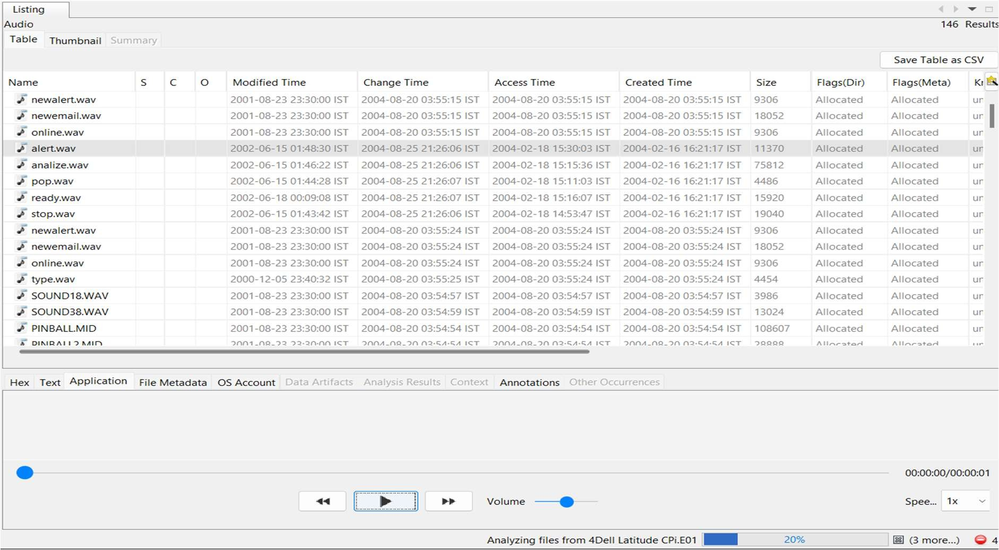 Listing
Audio
146 Results
Table Thumbnail Summary
Save Table as CSV
Name S C O Modified Time Change Time Access Time Created Time Size Flags(Dir) Flags(Meta)
newalert.wav 2001-08-23 23:30:00 IST 2004-08-20 03:55:15 IST 2004-08-20 03:55:15 IST 2004-08-20 03:55:15 IST 9306 Allocated Allocated un
newemail.wav 2001-08-23 23:30:00 IST 2004-08-20 03:55:15 IST 2004-08-20 03:55:15 IST 2004-08-20 03:55:15 IST 18052 Allocated Allocated un
online.wav 2001-08-23 23:30:00 IST 2004-08-20 03:55:15 IST 2004-08-20 03:55:15 IST 2004-08-20 03:55:15 IST 9306 Allocated Allocated un
alert.wav 2002-06-15 01:48:30 IST 2004-08-25 21:26:06 IST 2004-02-18 15:30:03 IST 2004-02-16 16:21:17 IST 11370 Allocated Allocated un
analize.wav 2002-06-15 01:46:22 IST 2004-08-25 21:26:06 IST 2004-02-18 15:15:36 IST 2004-02-16 16:21:17 IST 75812 Allocated Allocated un
pop.wav 2002-06-15 01:44:28 IST 2004-08-25 21:26:07 IST 2004-02-18 15:11:03 IST 2004-02-16 16:21:17 IST 4486 Allocated Allocated un
ready.wav 2002-06-18 00:09:08 IST 2004-08-25 21:26:07 IST 2004-02-18 15:16:07 IST 2004-02-16 16:21:17 IST 15920 Allocated Allocated un
stop.wav 2002-06-15 01:43:42 IST 2004-08-25 21:26:06 IST 2004-02-18 14:53:47 IST 2004-02-16 16:21:17 IST 19040 Allocated Allocated un
newalert.wav 2001-08-23 23:30:00 IST 2004-08-20 03:55:24 IST 2004-08-20 03:55:24 IST 2004-08-20 03:55:24 IST 9306 Allocated Allocated un
newemail.wav 2001-08-23 23:30:00 IST 2004-08-20 03:55:24 IST 2004-08-20 03:55:24 IST 2004-08-20 03:55:24 IST 18052 Allocated Allocated un
online.wav 2001-08-23 23:30:00 IST 2004-08-20 03:55:24 IST 2004-08-20 03:55:24 IST 2004-08-20 03:55:24 IST 9306 Allocated Allocated un
type.wav 2000-12-05 23:40:32 IST 2004-08-20 03:55:25 IST 2004-08-20 03:55:24 IST 2004-08-20 03:55:24 IST 4454 Allocated Allocated un
SOUND18.WAV 2001-08-23 23:30:00 IST 2004-08-20 03:54:57 IST 2004-08-20 03:54:57 IST 2004-08-20 03:54:57 IST 3986 Allocated Allocated un
SOUND38.WAV 2001-08-23 23:30:00 IST 2004-08-20 03:54:59 IST 2004-08-20 03:54:59 IST 2004-08-20 03:54:59 IST 13024 Allocated Allocated un
PINBALL.MID 2001-08-23 23:30:00 IST 2004-08-20 03:54:54 IST 2004-08-20 03:54:54 IST 2004-08-20 03:54:54 IST 108607 Allocated Allocated un
PINBALL2.MID 2001-08-23 23:30:00 IST 2004-08-20 03:54:54 IST 2004-08-20 03:54:54 IST 2004-08-20 03:54:54 IST 28888 Allocated Allocated un
Hex Text Application File Metadata OS Account Data Artifacts Analysis Results Context Annotations Other Occurrences
00:00:00/00:00:01
Volume
Spee... 1x
Analyzing files from 4Dell Latitude CPi.E01 20% (3 more...) 4